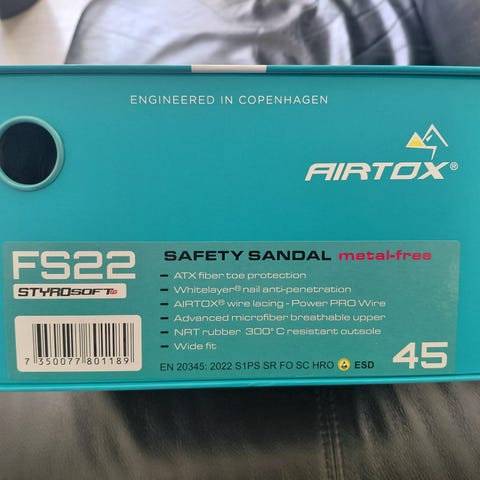 ENGINEERED IN COPENHAGEN
AIRTOX®
FS22
STYROSOFT
SAFETY SANDAL metal-free
– ATX fiber toe protection
– Whitelayer® nail anti-penetration
– AIRTOX® wire lacing - Power PRO Wire
– Advanced microfiber breathable upper
– NRT rubber 300° C resistant outsole
– Wide fit
7 350077 801189
EN 20345: 2022 S1PS SR FO SC HRO ESD
45